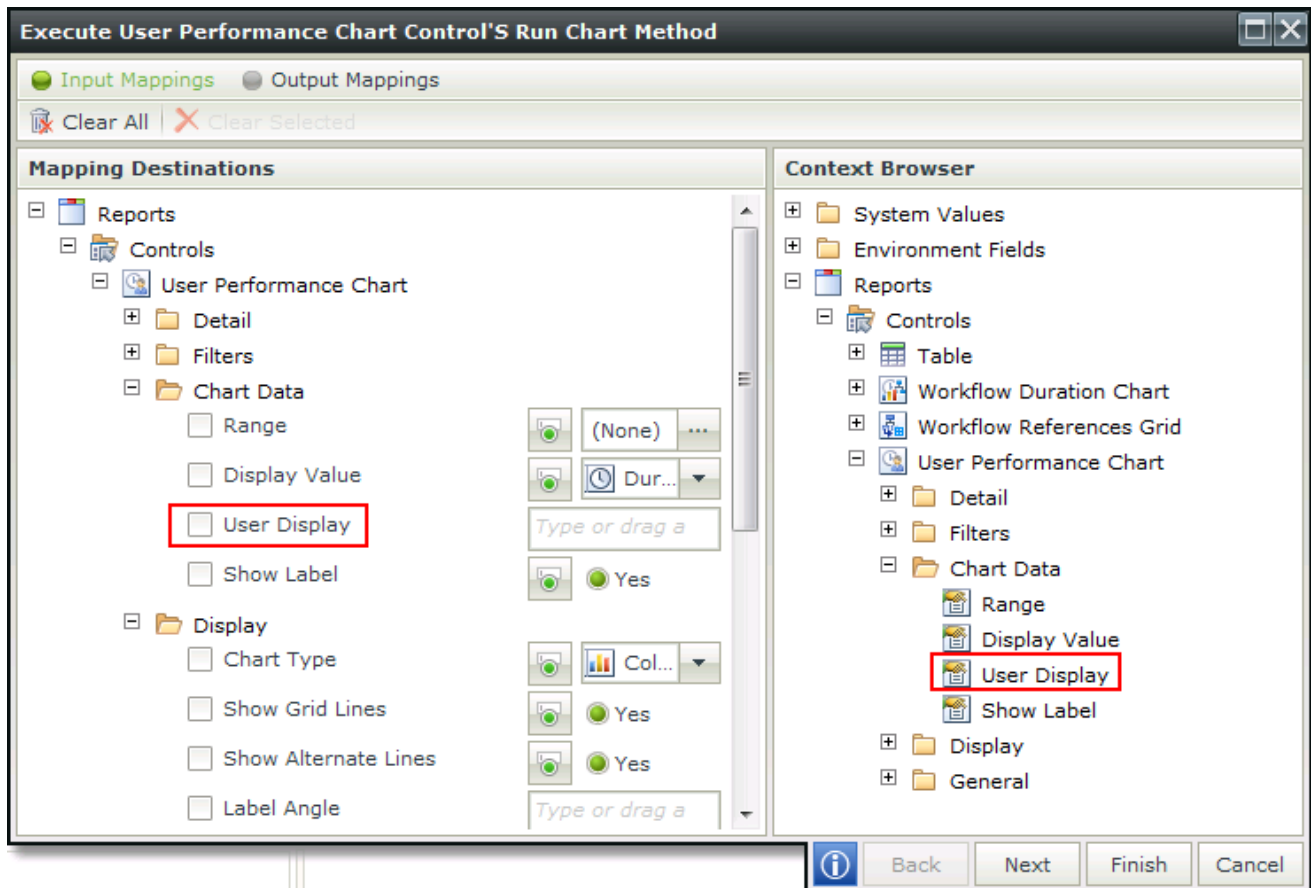 Execute User Performance Chart Control'S Run Chart Method
Input Mappings Output Mappings
Clear All Clear Selected
Mapping Destinations
Reports
Controls
User Performance Chart
Detail
Filters
Chart Data
Range (None) ...
Display Value Dur...
User Display Type or drag a
Show Label Yes
Display
Chart Type Col...
Show Grid Lines Yes
Show Alternate Lines Yes
Label Angle Type or drag a
Context Browser
System Values
Environment Fields
Reports
Controls
Table
Workflow Duration Chart
Workflow References Grid
User Performance Chart
Detail
Filters
Chart Data
Range
Display Value
User Display
Show Label
Display
General
Back Next Finish Cancel